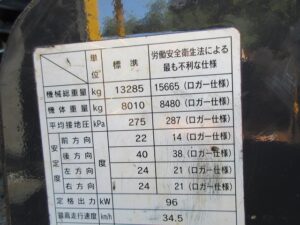 単位 標準 労働安全衛生法による最も不利な仕様
機械総重量 kg 13285 15665 (ロガー仕様)
機体重量 kg 8010 8480 (ロガー仕様)
平均接地圧 kPa 275 287 (ロガー仕様)
安定度 前方向 度 22 14 (ロガー仕様)
後方向 40 38 (ロガー仕様)
左方向 24 21 (ロガー仕様)
右方向 24 21 (ロガー仕様)
定格出力 kW 96
最高走行速度 km/h 34.5